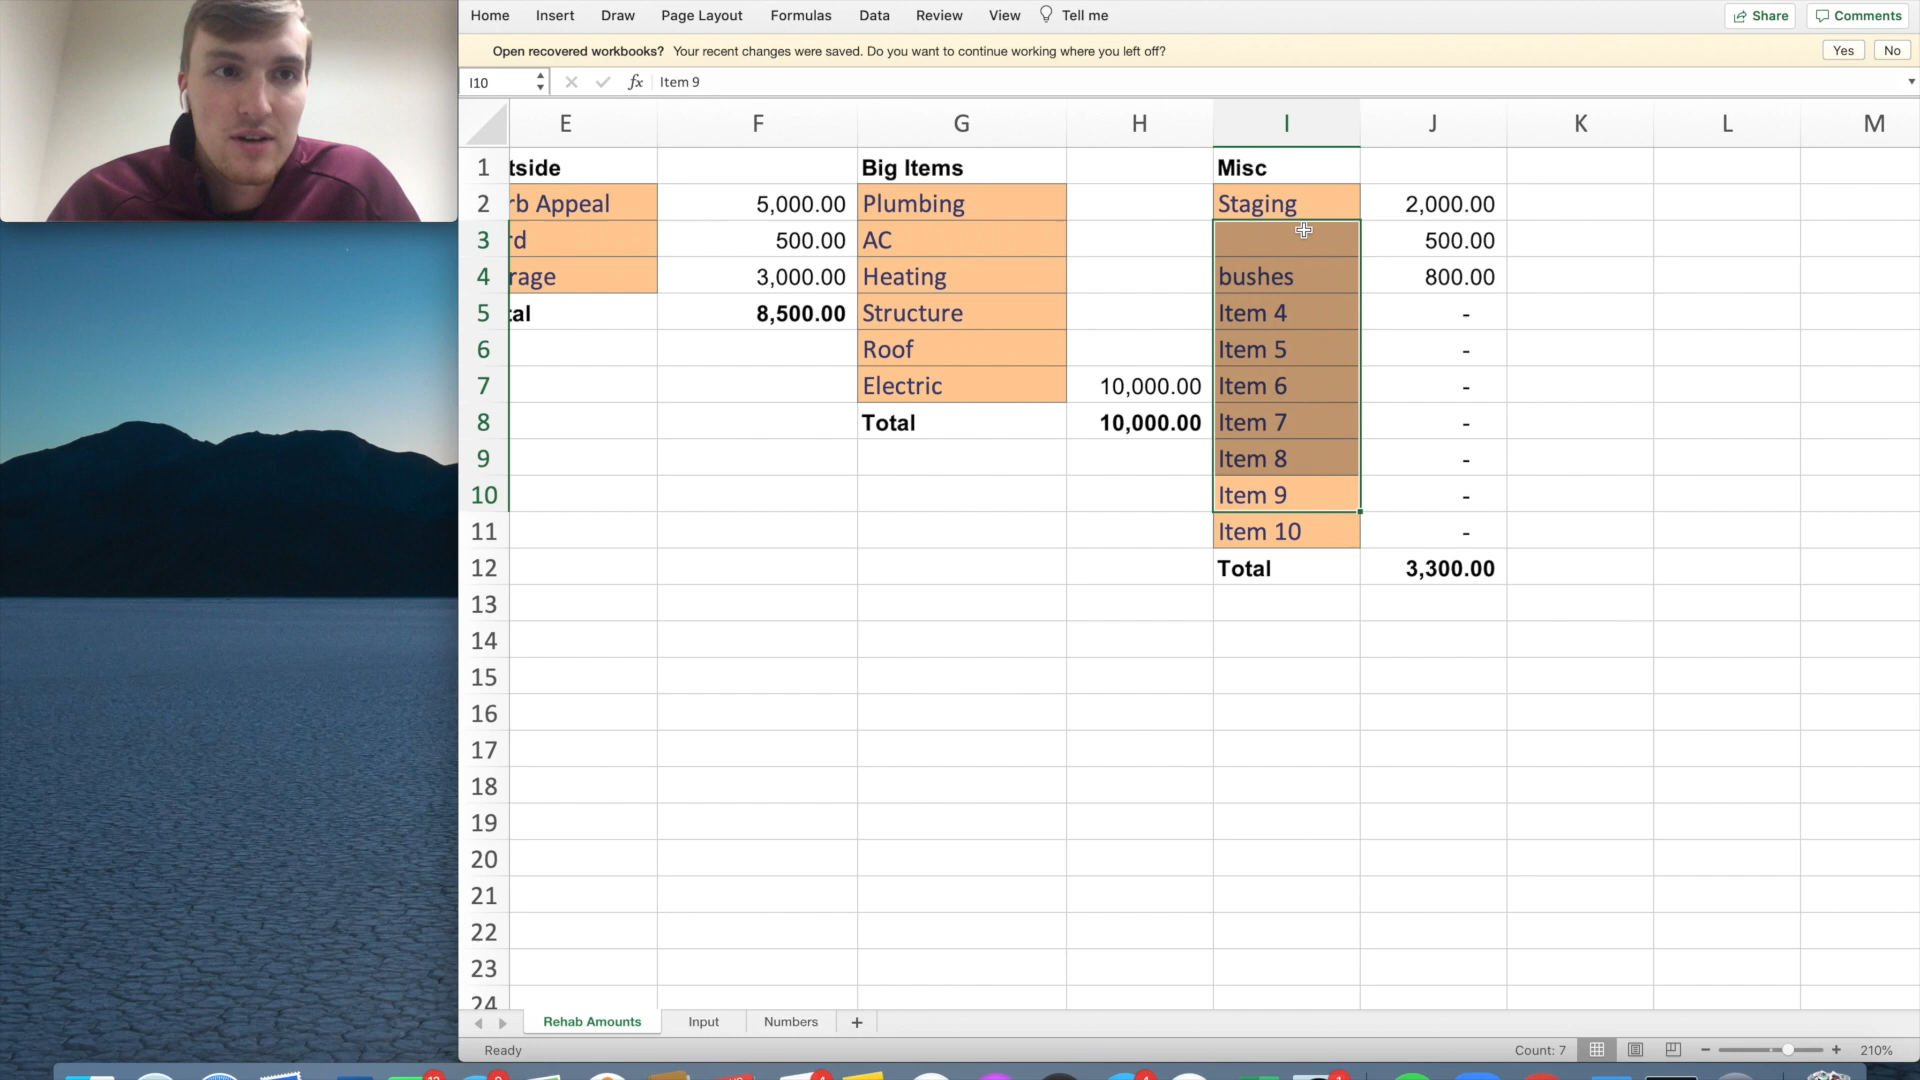 Home Insert Draw Page Layout Formulas Data Review View Tell me Share Comments
Open recovered workbooks? Your recent changes were saved. Do you want to continue working where you left off? Yes No
I10 fx Item 9
E F G H I J K L M
1 tside Big Items Misc
2 rb Appeal 5,000.00 Plumbing Staging 2,000.00
3 rd 500.00 AC 500.00
4 rage 3,000.00 Heating bushes 800.00
5 tal 8,500.00 Structure Item 4 -
6 Roof Item 5 -
7 Electric 10,000.00 Item 6 -
8 Total 10,000.00 Item 7 -
9 Item 8 -
10 Item 9 -
11 Item 10 -
12 Total 3,300.00
13
14
15
16
17
18
19
20
21
22
23
24
Rehab Amounts Input Numbers +
Ready Count: 7 - + 210%